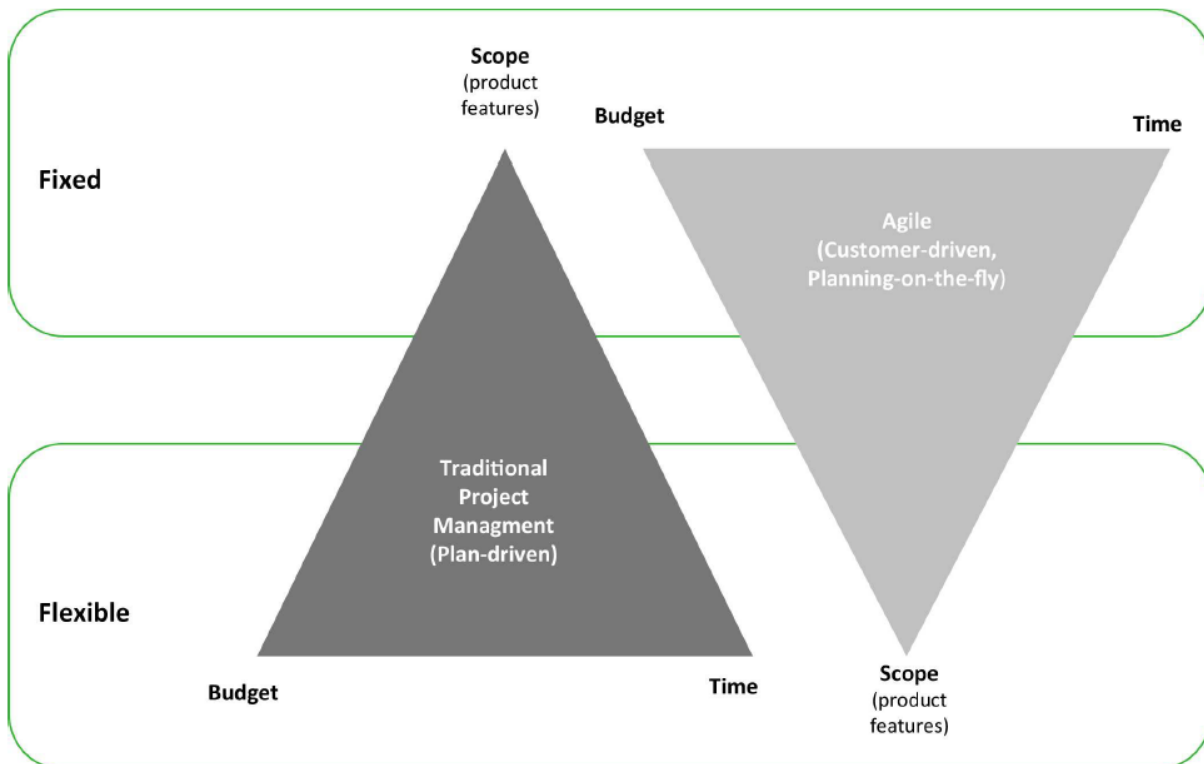 Scope
(product
features)
Budget
Time
Fixed
Agile
(Customer-driven,
Planning-on-the-fly)
Traditional
Project
Managment
(Plan-driven)
Flexible
Budget
Time
Scope
(product
features)